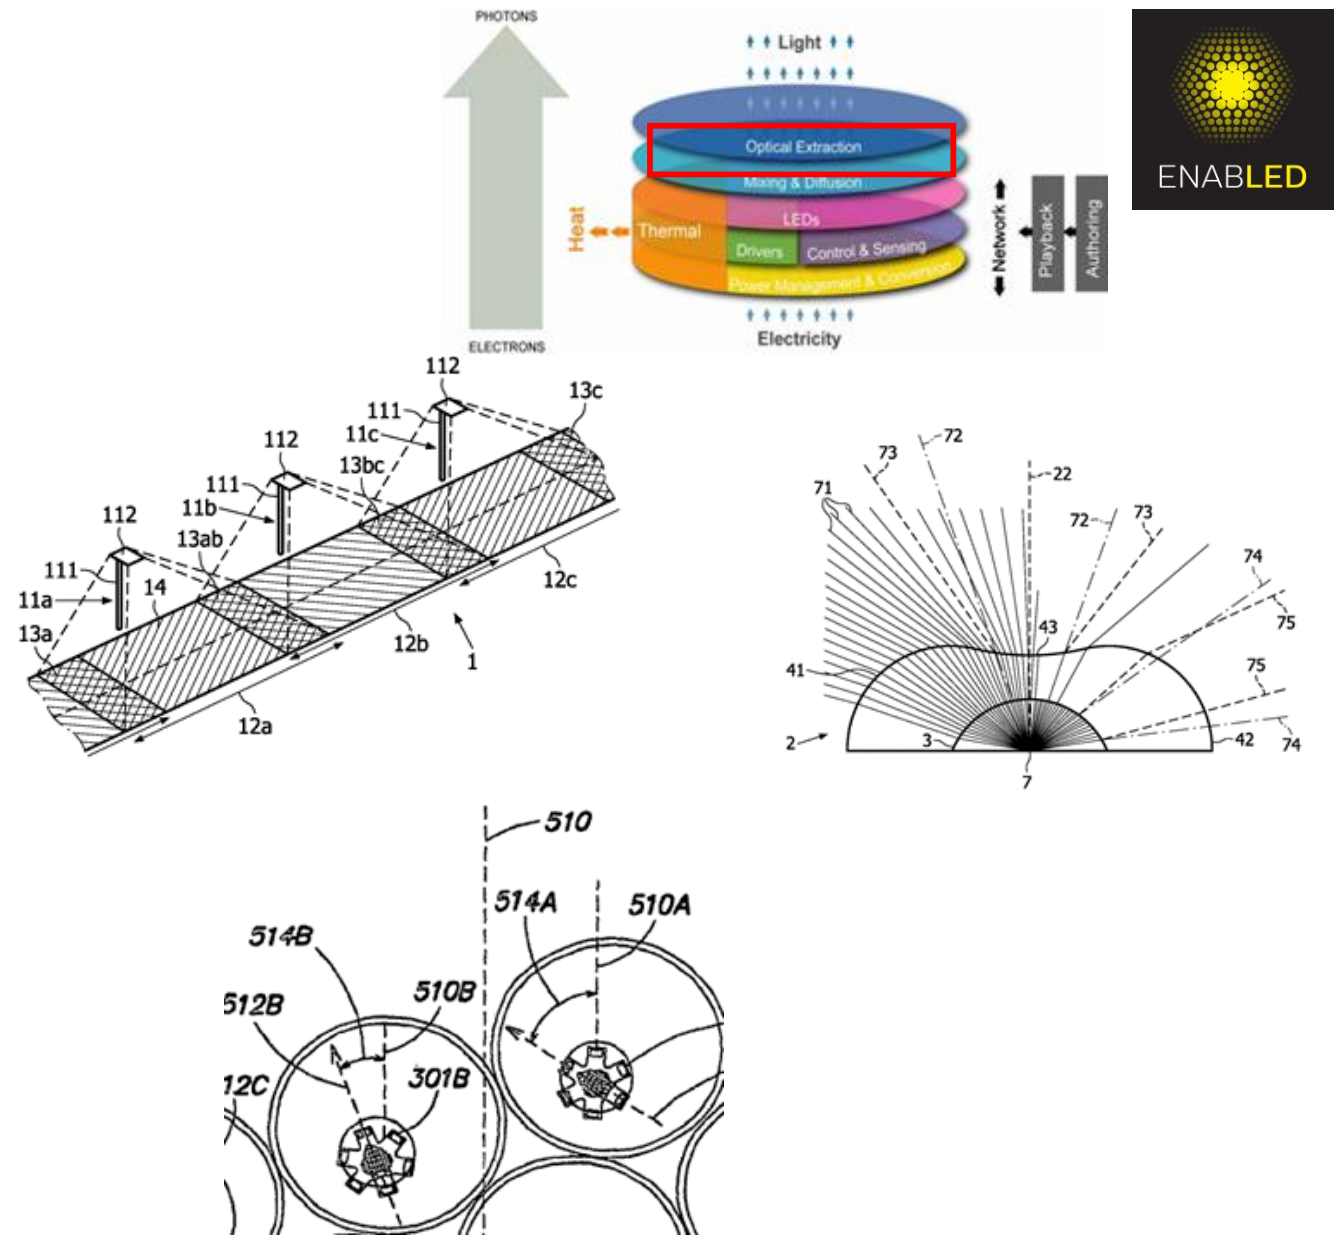 PHOTONS
Light
Optical Extraction
Mixing & Diffusion
LEDs
Heat
Thermal
Drivers
Control & Sensing
Power Management & Conversion
Network
Playback
Authoring
Electricity
ELECTRONS
ENABLED
112
13c
111
11c
112
13bc
111
11b
112
13ab
111
14
11a
13a
12c
12b
1
12a
72
73
22
71
72
73
74
75
43
41
75
2
3
42
74
7
510
514A
510A
514B
510B
512B
301B
12C